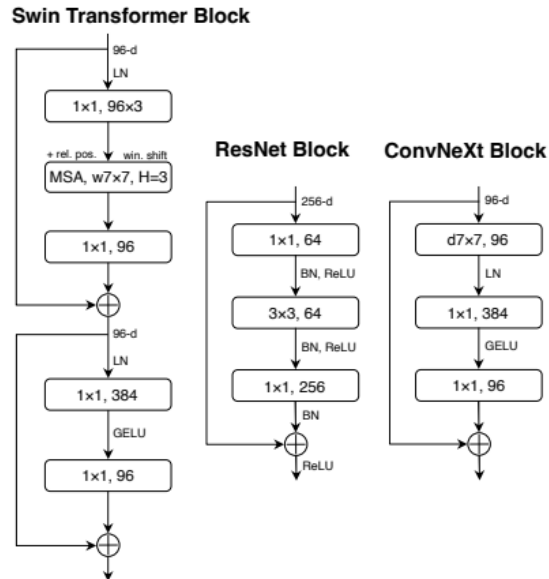 Swin Transformer Block
96-d
LN
1×1, 96×3
+ rel. pos. win. shift
MSA, w7×7, H=3
1×1, 96
96-d
LN
1×1, 384
GELU
1×1, 96
ResNet Block
256-d
1×1, 64
BN, ReLU
3×3, 64
BN, ReLU
1×1, 256
BN
ReLU
ConvNeXt Block
96-d
d7×7, 96
LN
1×1, 384
GELU
1×1, 96